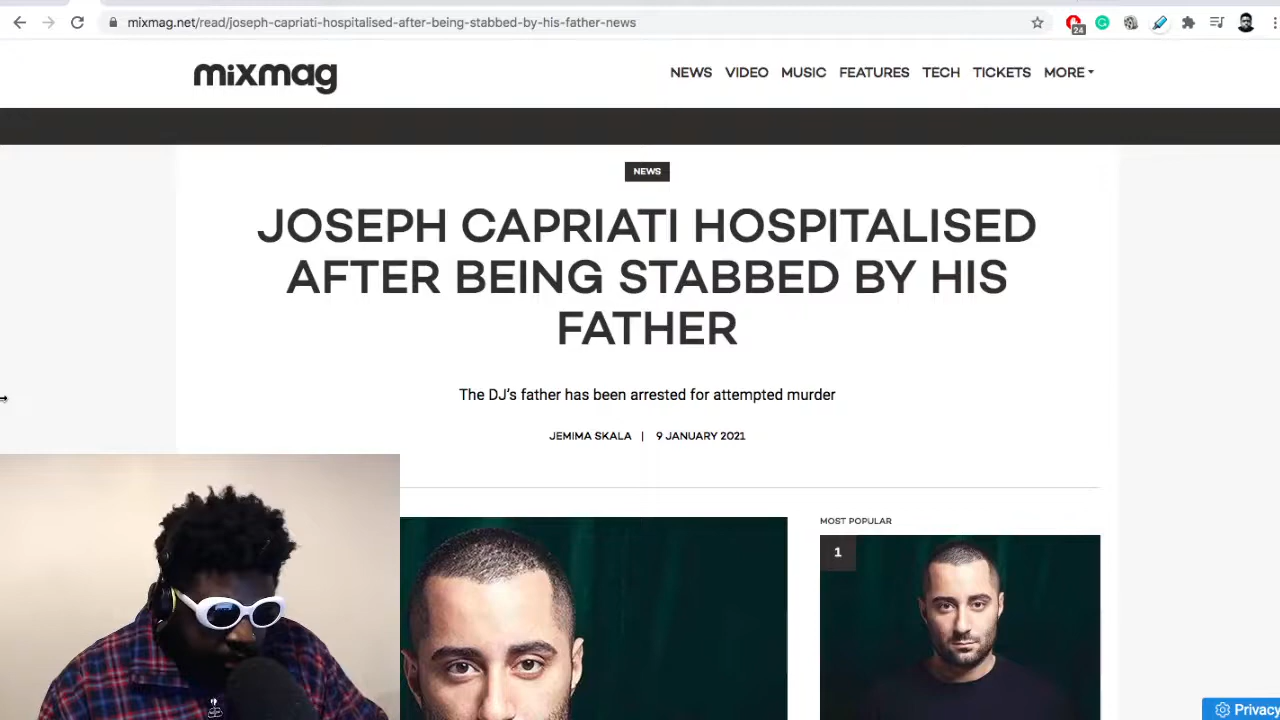 mixmag.net/read/joseph-capriati-hospitalised-after-being-stabbed-by-his-father-news
24
mixmag
NEWS VIDEO MUSIC FEATURES TECH TICKETS MORE
NEWS
JOSEPH CAPRIATI HOSPITALISED
AFTER BEING STABBED BY HIS
FATHER
The DJ’s father has been arrested for attempted murder
JEMIMA SKALA | 9 JANUARY 2021
MOST POPULAR
1
Privacy